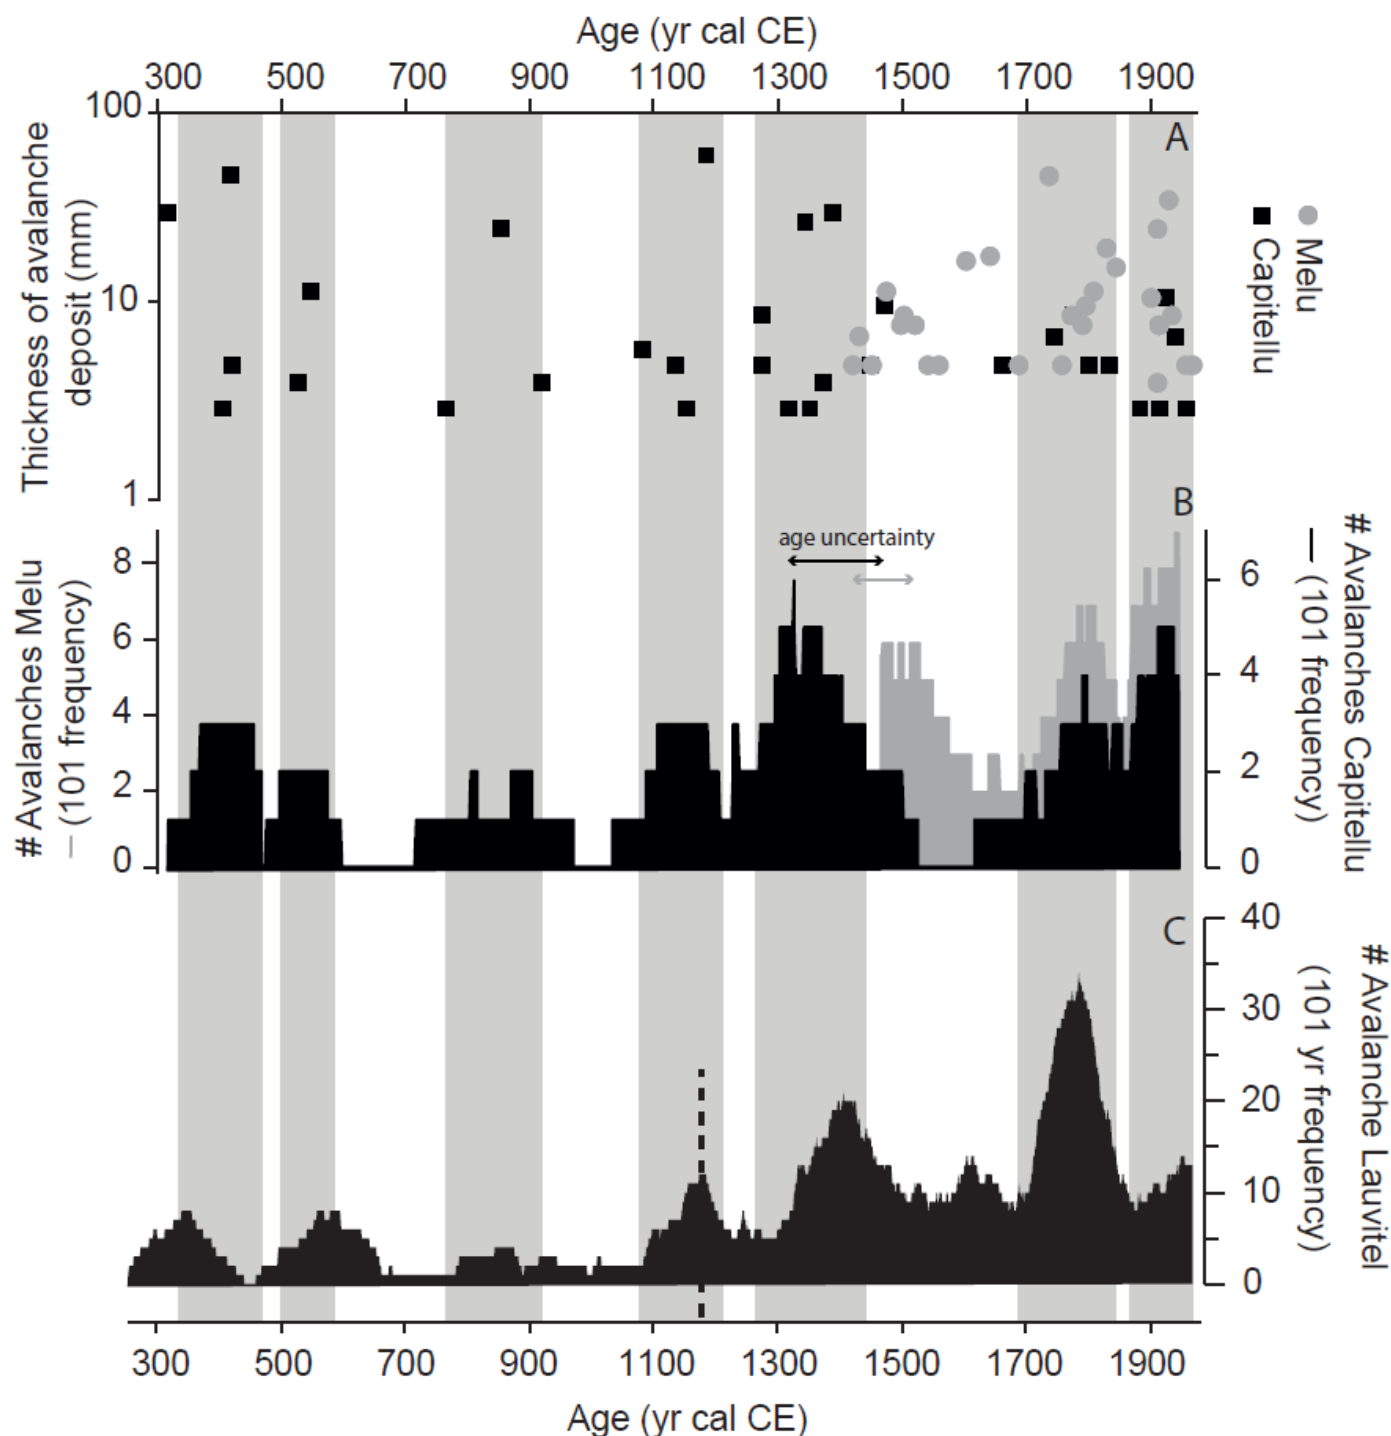 Age (yr cal CE)
300 500 700 900 1100 1300 1500 1700 1900
Thickness of avalanche
deposit (mm)
100
10
1
A
Melu
Capitellu
B
age uncertainty
# Avalanches Melu
(101 frequency)
8
6
4
2
0
6
4
2
0
# Avalanches Capitellu
(101 frequency)
C
40
30
20
10
0
# Avalanche Lauvitel
(101 yr frequency)
300 500 700 900 1100 1300 1500 1700 1900
Age (yr cal CE)